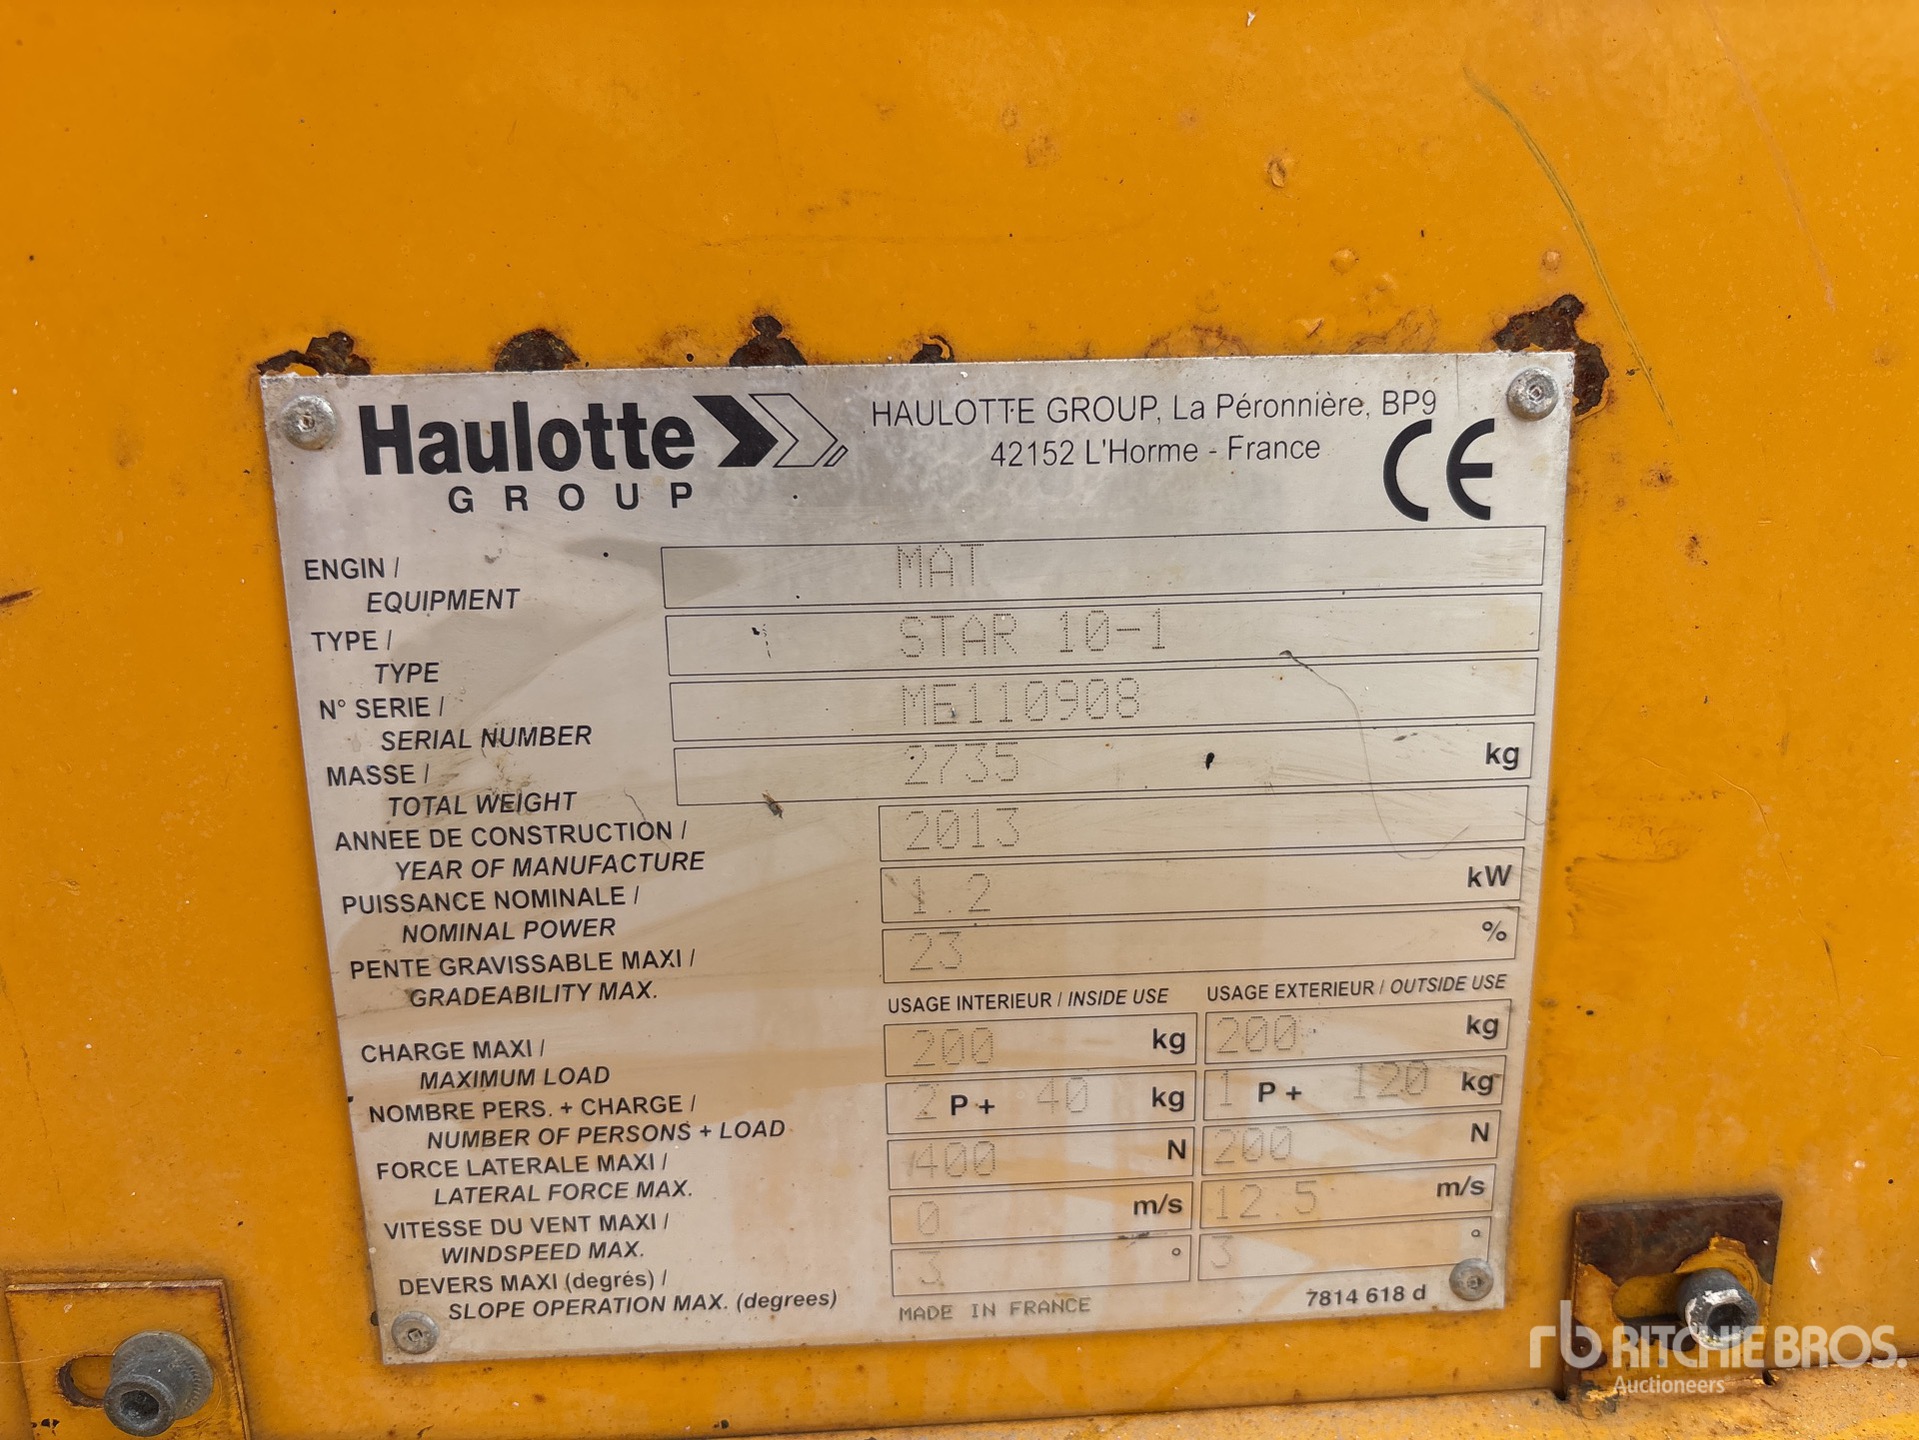 Haulotte
GROUP
HAULOTTE GROUP, La Péronnière, BP9
42152 L'Horme - France
CE
ENGIN /
EQUIPMENT
MAT
TYPE /
TYPE
STAR 10-1
N° SERIE /
SERIAL NUMBER
ME110908
MASSE /
TOTAL WEIGHT
2735 kg
ANNEE DE CONSTRUCTION /
YEAR OF MANUFACTURE
2013
PUISSANCE NOMINALE /
NOMINAL POWER
1.2 kW
PENTE GRAVISSABLE MAXI /
GRADEABILITY MAX.
23 %
USAGE INTERIEUR / INSIDE USE USAGE EXTERIEUR / OUTSIDE USE
CHARGE MAXI /
MAXIMUM LOAD
200 kg 200 kg
NOMBRE PERS. + CHARGE /
NUMBER OF PERSONS + LOAD
2 P + 40 kg 1 P + 120 kg
FORCE LATERALE MAXI /
LATERAL FORCE MAX.
400 N 200 N
VITESSE DU VENT MAXI /
WINDSPEED MAX.
0 m/s 12.5 m/s
DEVERS MAXI (degrés) /
SLOPE OPERATION MAX. (degrees)
3 ° 3 °
MADE IN FRANCE 7814 618 d
rb RITCHIE BROS.
Auctioneers